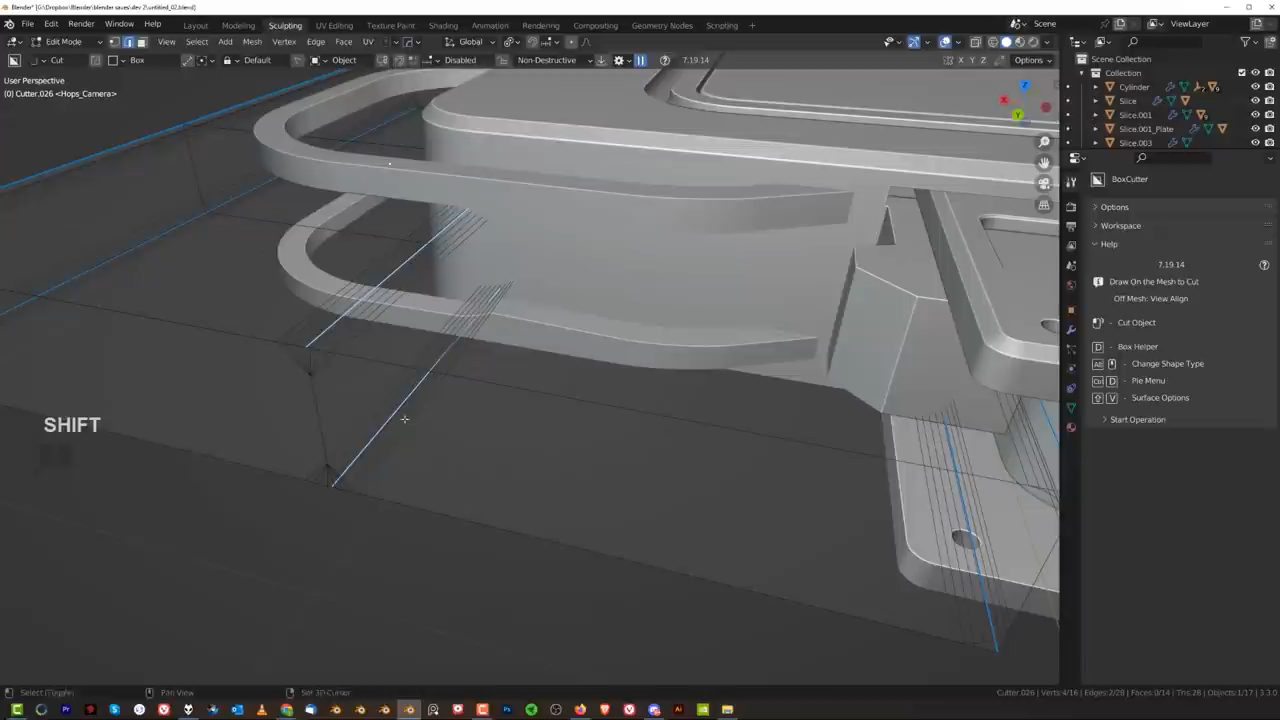 Blender* [G:\Dropbox\Blender\blender saves\dev 2\untitled_02.blend]
File Edit Render Window Help Layout Modeling Sculpting UV Editing Texture Paint Shading Animation Rendering Compositing Geometry Nodes Scripting + Scene ViewLayer
Edit Mode View Select Add Mesh Vertex Edge Face UV Global
Cut Box Default Object Disabled Non-Destructive 7.19.14 X Y Z Options
User Perspective
(0) Cutter.026 <Hops_Camera>
Scene Collection
Collection
Cylinder
Slice
Slice.001
Slice.001_Plate
Slice.003
BoxCutter
Options
Workspace
Help
7.19.14
Draw On the Mesh to Cut
Off Mesh: View Align
- Cut Object
D - Box Helper
Alt - Change Shape Type
Ctrl D - Pie Menu
V - Surface Options
Start Operation
SHIFT
Select (Toggle) Pan View Set 3D Cursor Cutter.026 | Verts:4/16 | Edges:2/28 | Faces:0/14 | Tris:28 | Objects:1/17 | 3.3.0